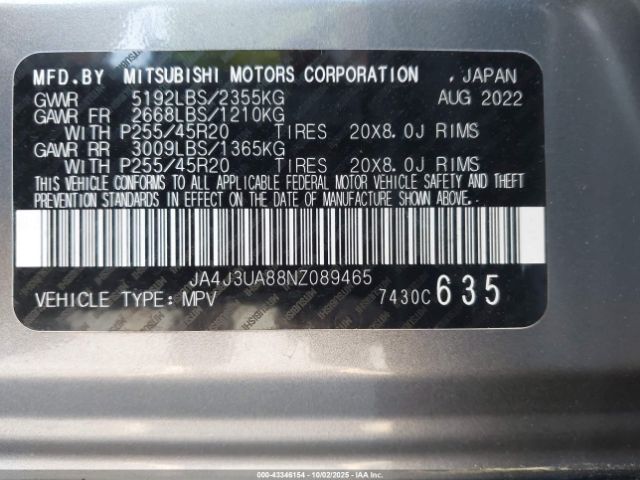 MFD.BY MITSUBISHI MOTORS CORPORATION , JAPAN
GVWR 5192LBS/2355KG AUG 2022
GAWR FR 2668LBS/1210KG
WITH P255/45R20 TIRES 20X8.0J RIMS
GAWR RR 3009LBS/1365KG
WITH P255/45R20 TIRES 20X8.0J RIMS
THIS VEHICLE CONFORMS TO ALL APPLICABLE FEDERAL MOTOR VEHICLE SAFETY AND THEFT
PREVENTION STANDARDS IN EFFECT ON THE DATE OF MANUFACTURE SHOWN ABOVE.
JA4J3UA88NZ089465
VEHICLE TYPE: MPV 7430C 635
000-43346154 - 10/02/2025 - IAAI.com